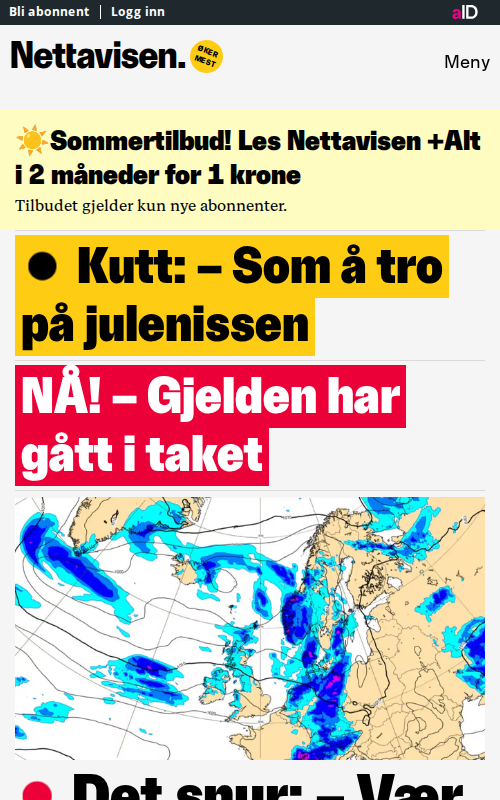 Bli abonnent | Logg inn
aID
Nettavisen.
ØKER
MEST
Meny
Sommertilbud! Les Nettavisen +Alt
i 2 måneder for 1 krone
Tilbudet gjelder kun nye abonnenter.
Kutt: – Som å tro
på julenissen
NÅ! – Gjelden har
gått i taket
Det snur: – Vær